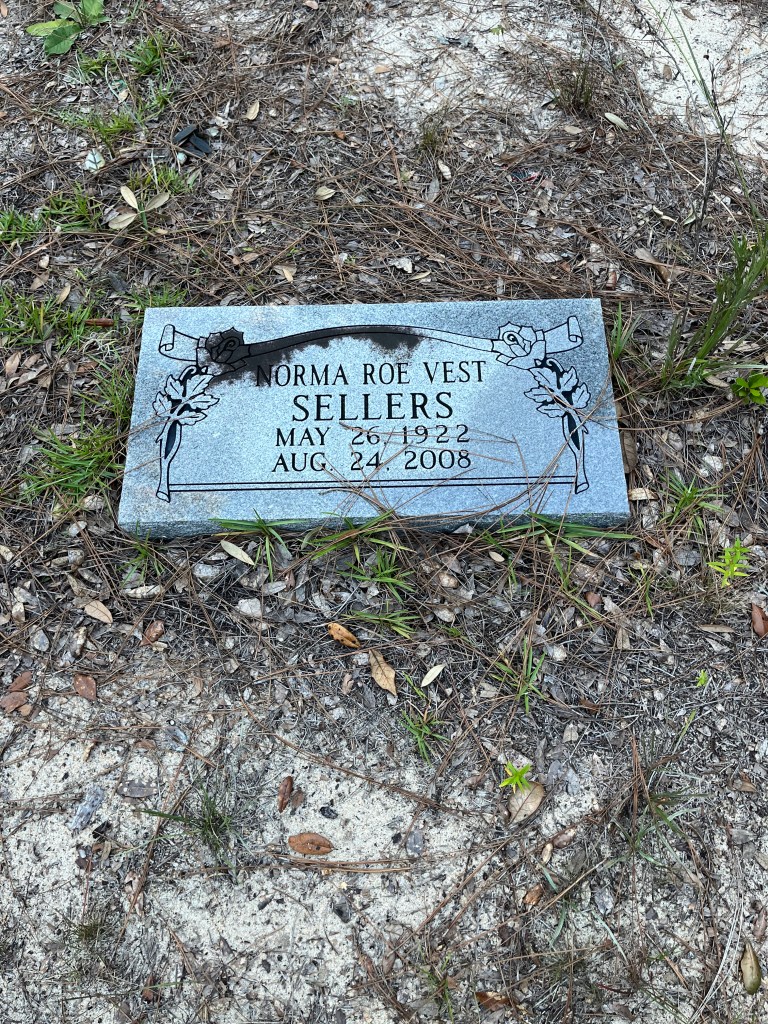 NORMA ROE VEST
SELLERS
MAY 26 1922
AUG 24 2008